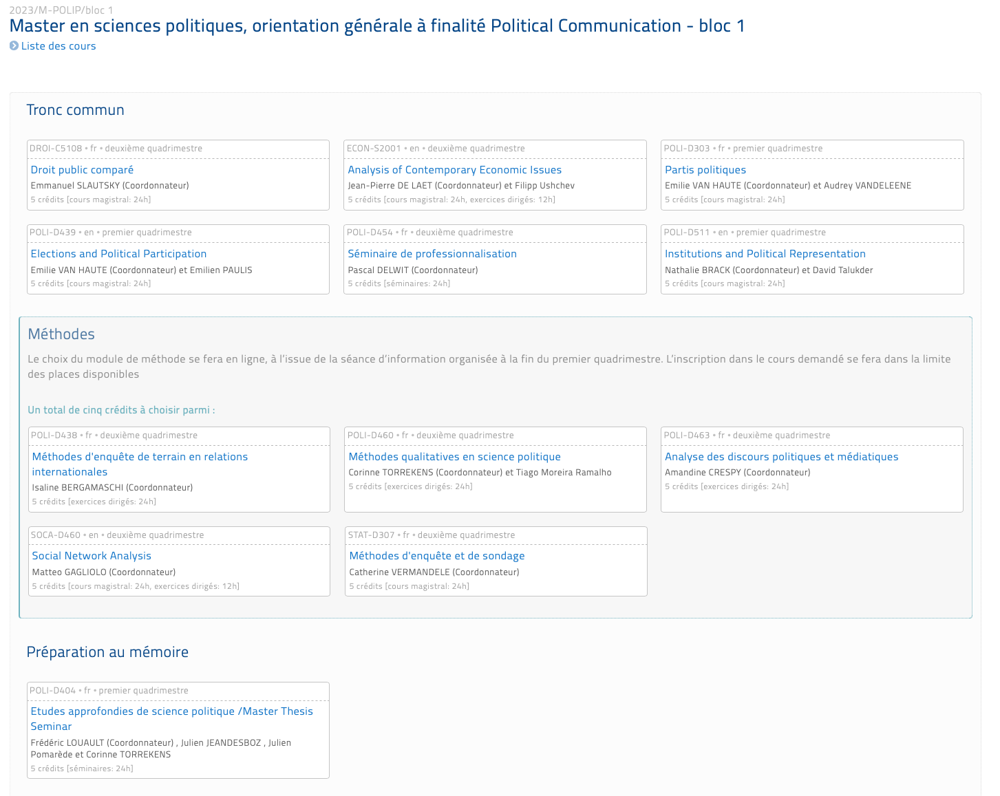 2023/M-POLIP/bloc 1
Master en sciences politiques, orientation générale à finalité Political Communication - bloc 1
Liste des cours
Tronc commun
DROI-C5108 • fr • deuxième quadrimestre
Droit public comparé
Emmanuel SLAUTSKY (Coordonnateur)
5 crédits [cours magistral: 24h]
ECON-S2001 • en • deuxième quadrimestre
Analysis of Contemporary Economic Issues
Jean-Pierre DE LAET (Coordonnateur) et Filipp Ushchev
5 crédits [cours magistral: 24h, exercices dirigés: 12h]
POLI-D303 • fr • premier quadrimestre
Partis politiques
Emilie VAN HAUTE (Coordonnateur) et Audrey VANDELEENE
5 crédits [cours magistral: 24h]
POLI-D439 • en • premier quadrimestre
Elections and Political Participation
Emilie VAN HAUTE (Coordonnateur) et Emilien PAULIS
5 crédits [cours magistral: 24h]
POLI-D454 • fr • deuxième quadrimestre
Séminaire de professionnalisation
Pascal DELWIT (Coordonnateur)
5 crédits [séminaires: 24h]
POLI-D511 • en • premier quadrimestre
Institutions and Political Representation
Nathalie BRACK (Coordonnateur) et David Talukder
5 crédits [cours magistral: 24h]
Méthodes
Le choix du module de méthode se fera en ligne, à l’issue de la séance d’information organisée à la fin du premier quadrimestre. L’inscription dans le cours demandé se fera dans la limite
des places disponibles
Un total de cinq crédits à choisir parmi :
POLI-D438 • fr • deuxième quadrimestre
Méthodes d'enquête de terrain en relations
internationales
Isaline BERGAMASCHI (Coordonnateur)
5 crédits [exercices dirigés: 24h]
POLI-D460 • fr • deuxième quadrimestre
Méthodes qualitatives en science politique
Corinne TORREKENS (Coordonnateur) et Tiago Moreira Ramalho
5 crédits [exercices dirigés: 24h]
POLI-D463 • fr • deuxième quadrimestre
Analyse des discours politiques et médiatiques
Amandine CRESPY (Coordonnateur)
5 crédits [exercices dirigés: 24h]
SOCA-D460 • en • deuxième quadrimestre
Social Network Analysis
Matteo GAGLIOLO (Coordonnateur)
5 crédits [cours magistral: 24h, exercices dirigés: 12h]
STAT-D307 • fr • deuxième quadrimestre
Méthodes d'enquête et de sondage
Catherine VERMANDELE (Coordonnateur)
5 crédits [cours magistral: 24h]
Préparation au mémoire
POLI-D404 • fr • premier quadrimestre
Etudes approfondies de science politique /Master Thesis
Seminar
Frédéric LOUAULT (Coordonnateur) , Julien JEANDESBOZ , Julien
Pomarède et Corinne TORREKENS
5 crédits [séminaires: 24h]